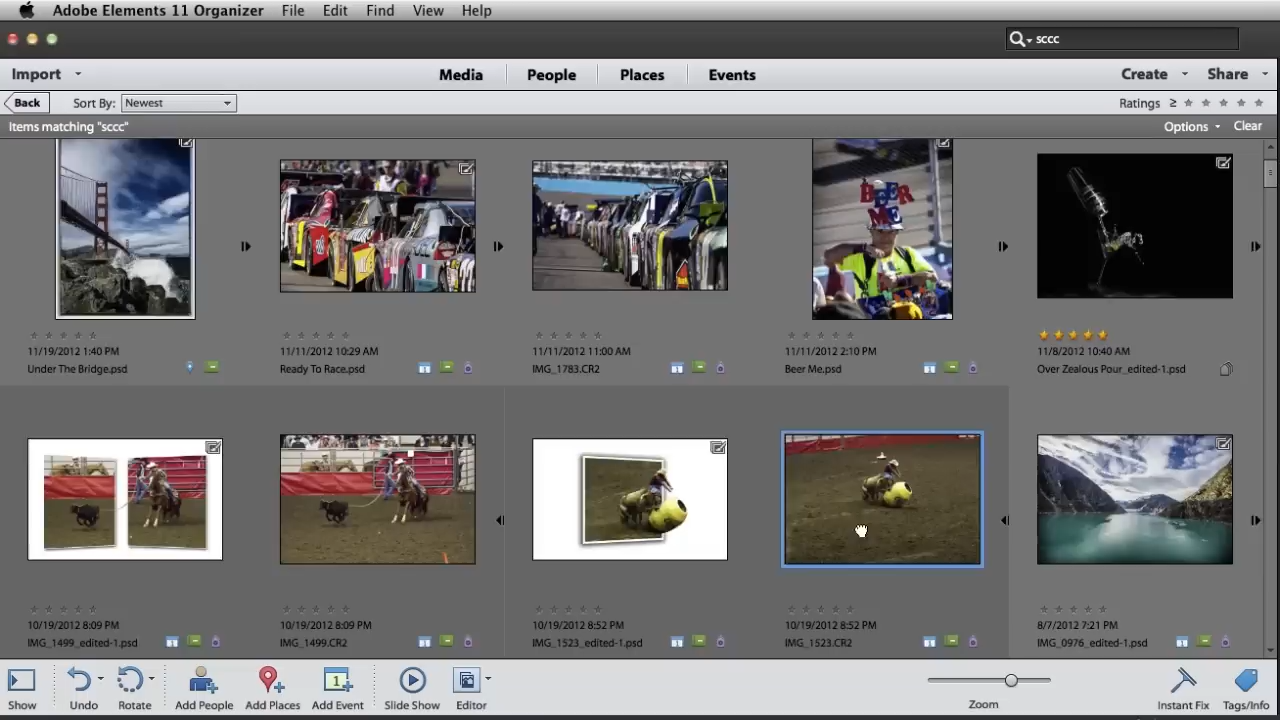 Adobe Elements 11 Organizer File Edit Find View Help
sccc
Import Media People Places Events Create Share
Back Sort By: Newest Ratings ≥
Items matching "sccc" Options Clear
BEER
ME
11/19/2012 1:40 PM 11/11/2012 10:29 AM 11/11/2012 11:00 AM 11/11/2012 2:10 PM 11/8/2012 10:40 AM
Under The Bridge.psd Ready To Race.psd IMG_1783.CR2 Beer Me.psd Over Zealous Pour_edited-1.psd
10/19/2012 8:09 PM 10/19/2012 8:09 PM 10/19/2012 8:52 PM 10/19/2012 8:52 PM 8/7/2012 7:21 PM
IMG_1499_edited-1.psd IMG_1499.CR2 IMG_1523_edited-1.psd IMG_1523.CR2 IMG_0976_edited-1.psd
1
Show Undo Rotate Add People Add Places Add Event Slide Show Editor Zoom Instant Fix Tags/Info